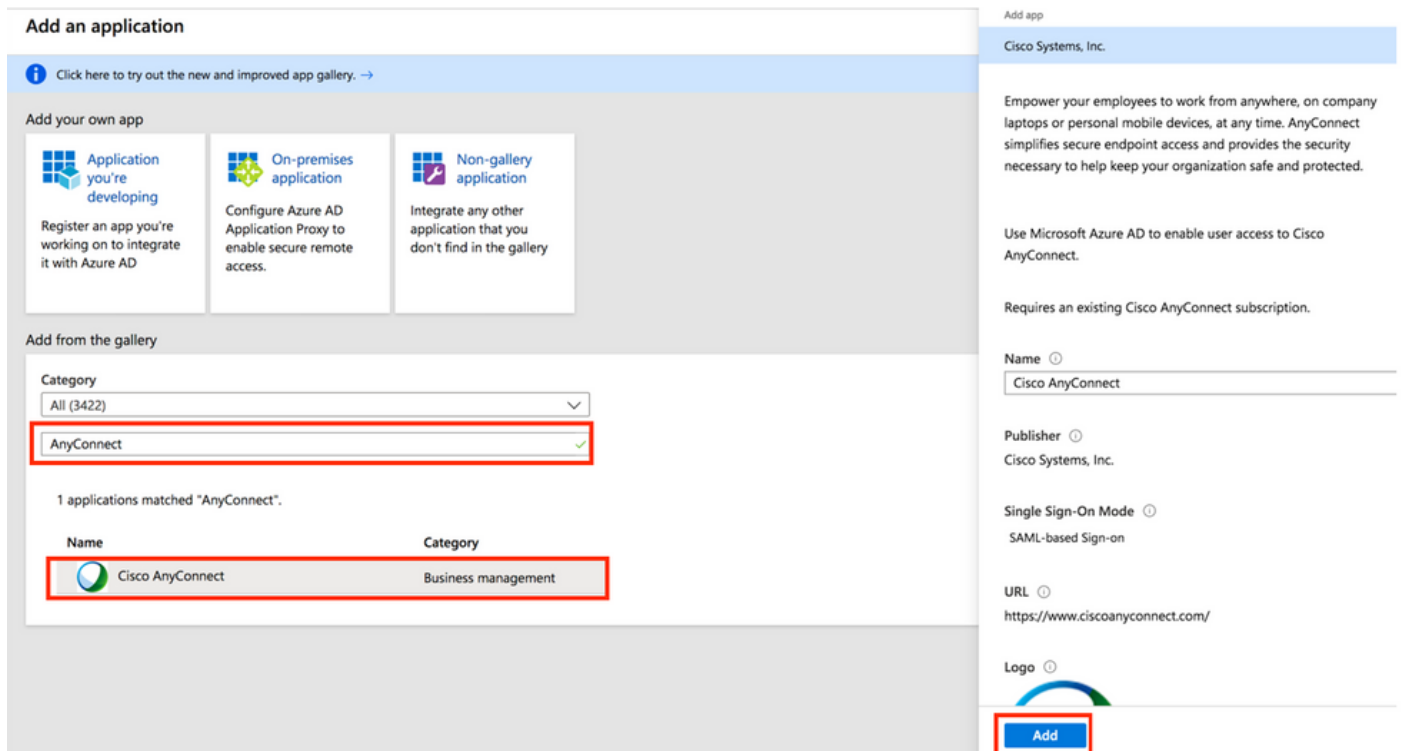 Add an application
Click here to try out the new and improved app gallery. →
Add your own app
Application
you're
developing
Register an app you're
working on to integrate
it with Azure AD
On-premises
application
Configure Azure AD
Application Proxy to
enable secure remote
access.
Non-gallery
application
Integrate any other
application that you
don't find in the gallery
Add from the gallery
Category
All (3422)
AnyConnect
1 applications matched "AnyConnect".
Name Category
Cisco AnyConnect Business management
Add app
Cisco Systems, Inc.
Empower your employees to work from anywhere, on company
laptops or personal mobile devices, at any time. AnyConnect
simplifies secure endpoint access and provides the security
necessary to help keep your organization safe and protected.
Use Microsoft Azure AD to enable user access to Cisco
AnyConnect.
Requires an existing Cisco AnyConnect subscription.
Name
Cisco AnyConnect
Publisher
Cisco Systems, Inc.
Single Sign-On Mode
SAML-based Sign-on
URL
https://www.ciscoanyconnect.com/
Logo
Add